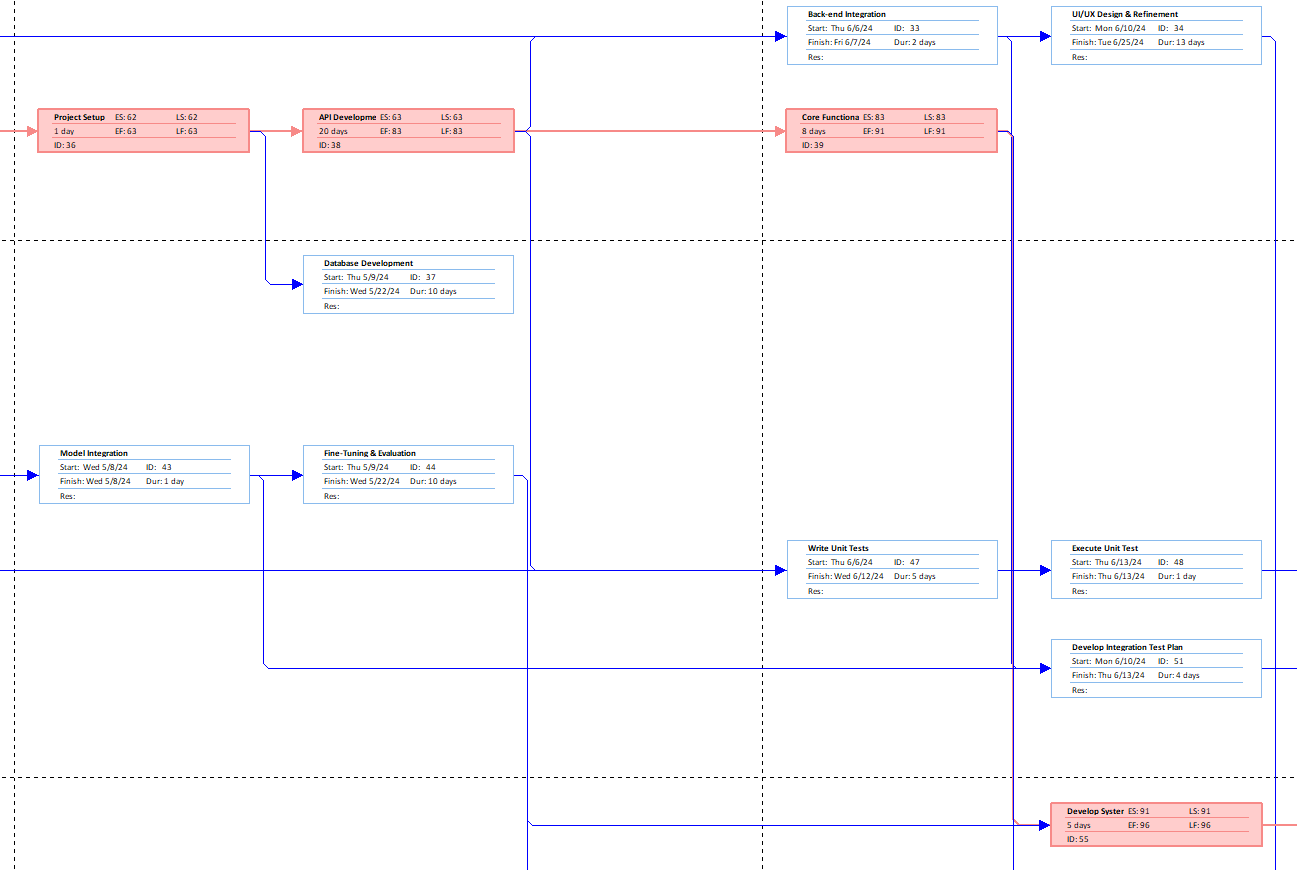 Back-end Integration
Start: Thu 6/6/24 ID: 33
Finish: Fri 6/7/24 Dur: 2 days
Res:
UI/UX Design & Refinement
Start: Mon 6/10/24 ID: 34
Finish: Tue 6/25/24 Dur: 13 days
Res:
Project Setup ES: 62 LS: 62
1 day EF: 63 LF: 63
ID: 36
API Developme ES: 63 LS: 63
20 days EF: 83 LF: 83
ID: 38
Core Functiona ES: 83 LS: 83
8 days EF: 91 LF: 91
ID: 39
Database Development
Start: Thu 5/9/24 ID: 37
Finish: Wed 5/22/24 Dur: 10 days
Res:
Model Integration
Start: Wed 5/8/24 ID: 43
Finish: Wed 5/8/24 Dur: 1 day
Res:
Fine-Tuning & Evaluation
Start: Thu 5/9/24 ID: 44
Finish: Wed 5/22/24 Dur: 10 days
Res:
Write Unit Tests
Start: Thu 6/6/24 ID: 47
Finish: Wed 6/12/24 Dur: 5 days
Res:
Execute Unit Test
Start: Thu 6/13/24 ID: 48
Finish: Thu 6/13/24 Dur: 1 day
Res:
Develop Integration Test Plan
Start: Mon 6/10/24 ID: 51
Finish: Thu 6/13/24 Dur: 4 days
Res:
Develop Syster ES: 91 LS: 91
5 days EF: 96 LF: 96
ID: 55